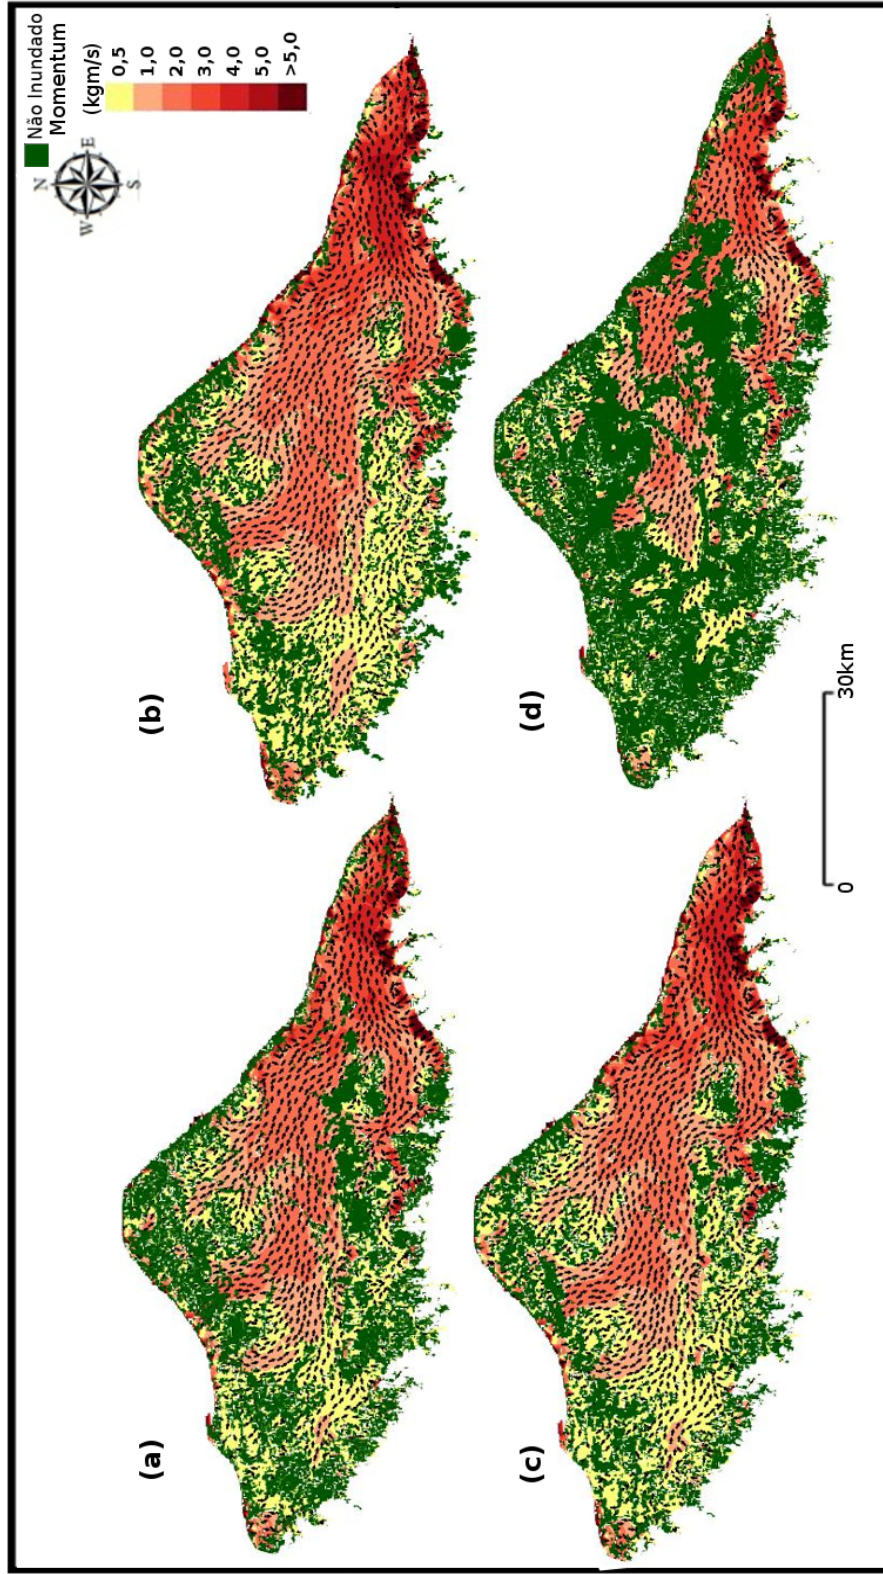 Não Inundado
Momentum
(kgm/s)
0,5
1,0
2,0
3,0
4,0
5,0
>5,0
N
E
S
W
(a)
(b)
(c)
(d)
0
30km